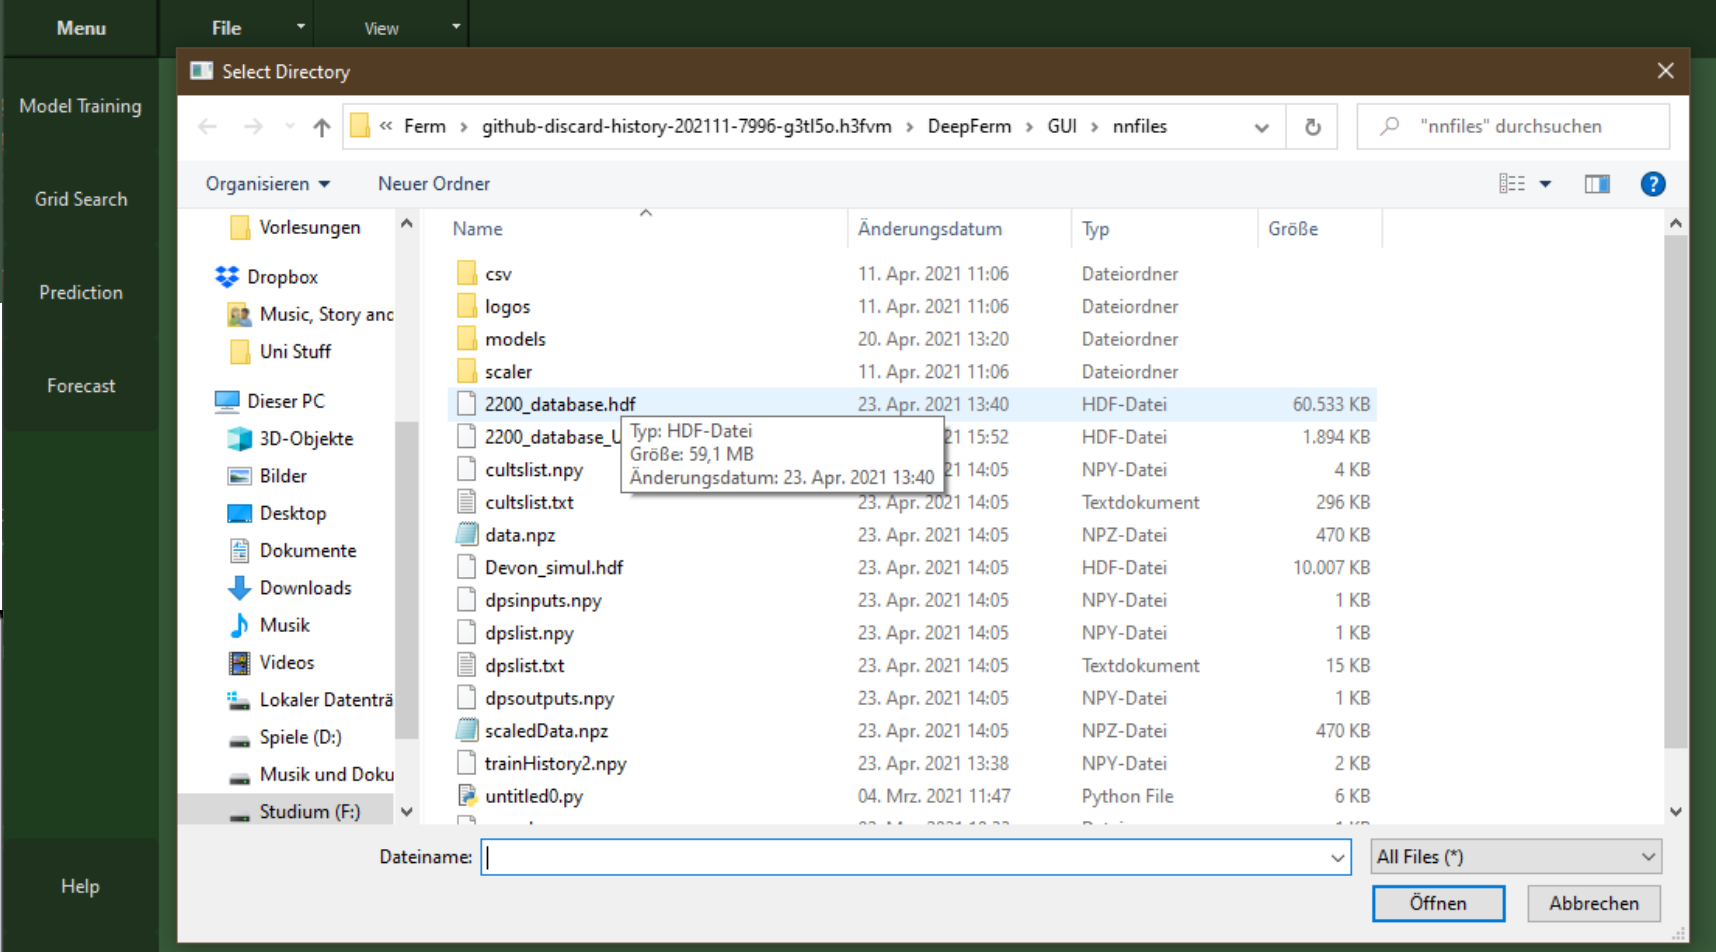 Menu File View
Select Directory
Model Training
Grid Search
Prediction
Forecast
Help
« Ferm › github-discard-history-202111-7996-g3tl5o.h3fvm › DeepFerm › GUI › nnfiles
"nnfiles" durchsuchen
Organisieren Neuer Ordner
Vorlesungen
Dropbox
Music, Story and
Uni Stuff
Dieser PC
3D-Objekte
Bilder
Desktop
Dokumente
Downloads
Musik
Videos
Lokaler Datenträ
Spiele (D:)
Musik und Doku
Studium (F:)
Name Änderungsdatum Typ Größe
csv 11. Apr. 2021 11:06 Dateiordner
logos 11. Apr. 2021 11:06 Dateiordner
models 20. Apr. 2021 13:20 Dateiordner
scaler 11. Apr. 2021 11:06 Dateiordner
2200_database.hdf 23. Apr. 2021 13:40 HDF-Datei 60.533 KB
2200_database_U 21 15:52 HDF-Datei 1.894 KB
cultslist.npy 21 14:05 NPY-Datei 4 KB
cultslist.txt 23. Apr. 2021 14:05 Textdokument 296 KB
data.npz 23. Apr. 2021 14:05 NPZ-Datei 470 KB
Devon_simul.hdf 23. Apr. 2021 14:05 HDF-Datei 10.007 KB
dpsinputs.npy 23. Apr. 2021 14:05 NPY-Datei 1 KB
dpslist.npy 23. Apr. 2021 14:05 NPY-Datei 1 KB
dpslist.txt 23. Apr. 2021 14:05 Textdokument 15 KB
dpsoutputs.npy 23. Apr. 2021 14:05 NPY-Datei 1 KB
scaledData.npz 23. Apr. 2021 14:05 NPZ-Datei 470 KB
trainHistory2.npy 23. Apr. 2021 13:38 NPY-Datei 2 KB
untitled0.py 04. Mrz. 2021 11:47 Python File 6 KB
Typ: HDF-Datei
Größe: 59,1 MB
Änderungsdatum: 23. Apr. 2021 13:40
Dateiname:
All Files (*)
Öffnen Abbrechen